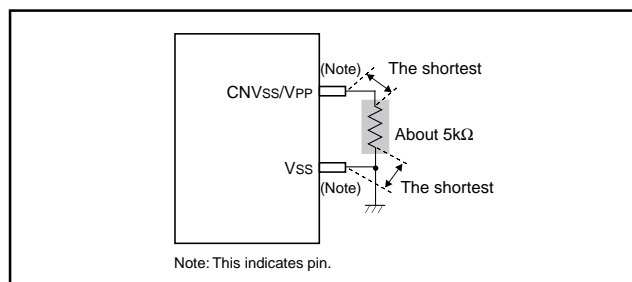 (Note)
The shortest
CNVSS/VPP
About 5kΩ
VSS
(Note)
The shortest
Note: This indicates pin.